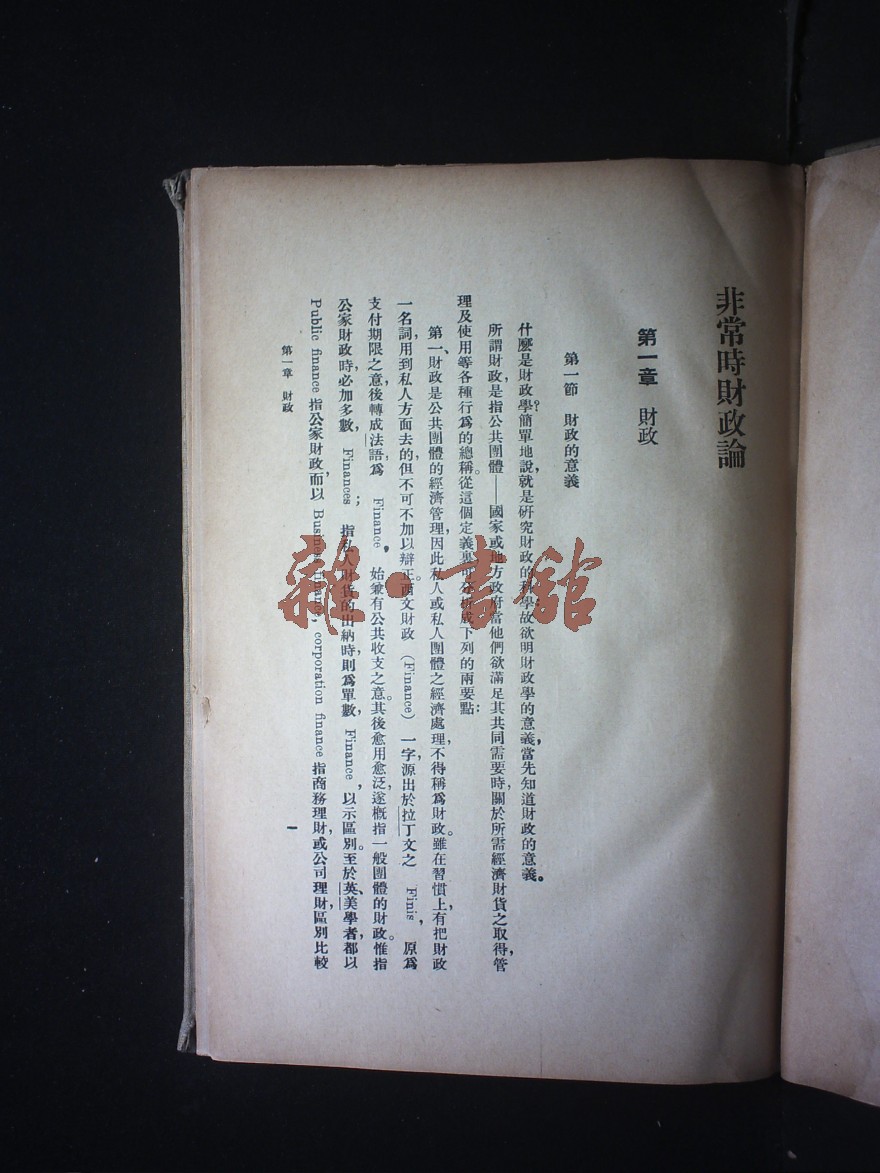 非常時財政論
第一章 財政
第一節 財政的意義
什麼是財政學?簡單地說,就是研究財政的科學故欲明財政學的意義,當先知道財政的意義。
所謂財政,是指公共團體——國家或地方政府當他們欲滿足其共同需要時,關於所需經濟財貨之取得,管
理及使用等各種行爲的總稱。從這個定義裏可分析成下列的兩要點:
第一、財政是公共團體的經濟管理,因此私人或私人團體之經濟處理,不得稱爲財政。雖在習慣上,有把財政
一名詞,用到私人方面去的,但不可不加以辯正。西文財政 (Finance) 一字,源出於拉丁文之 Finis, 原爲
支付期限之意,後轉成法語,爲 Finance, 始兼有公共收支之意。其後愈用愈泛,遂概指一般團體的財政。惟指
公家財政時,必加多數, Finances; 指私人財貨的出納時,則爲單數, Finance, 以示區別。至於英、美學者,都以
Public finance 指公家財政,而以 Business finance, corporation finance 指商務理財,或公司理財,區別比較
第一章 財政
一
雜·書館